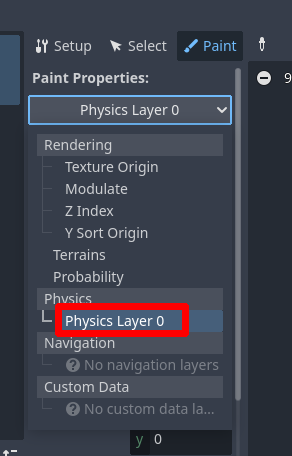 Setup Select Paint
Paint Properties:
9
Physics Layer 0
Rendering
Texture Origin
Modulate
Z Index
Y Sort Origin
Terrains
Probability
Physics
Physics Layer 0
Navigation
No navigation layers
Custom Data
No custom data la...
y 0